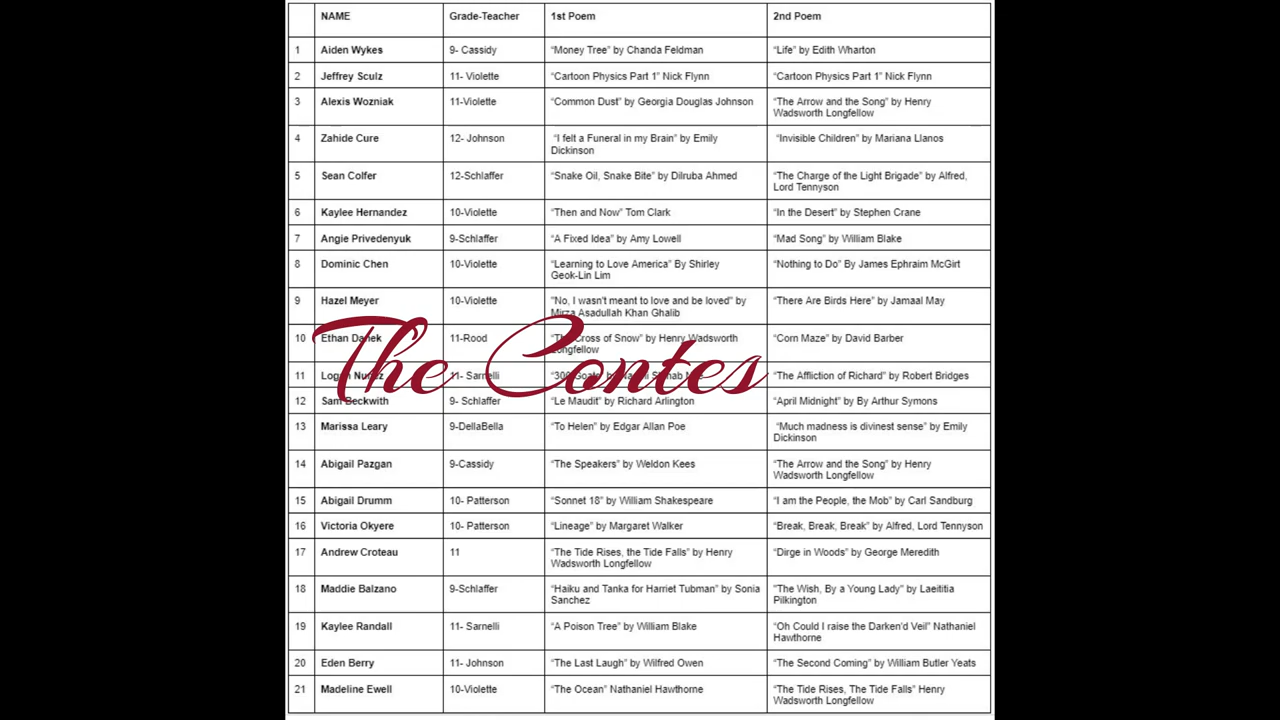 NAME Grade-Teacher 1st Poem 2nd Poem
1 Aiden Wykes 9- Cassidy “Money Tree” by Chanda Feldman “Life” by Edith Wharton
2 Jeffrey Sculz 11- Violette “Cartoon Physics Part 1” Nick Flynn “Cartoon Physics Part 1” Nick Flynn
3 Alexis Wozniak 11-Violette “Common Dust” by Georgia Douglas Johnson “The Arrow and the Song” by Henry
Wadsworth Longfellow
4 Zahide Cure 12- Johnson “I felt a Funeral in my Brain” by Emily
Dickinson “Invisible Children” by Mariana Llanos
5 Sean Colfer 12-Schlaffer “Snake Oil, Snake Bite” by Dilruba Ahmed “The Charge of the Light Brigade” by Alfred,
Lord Tennyson
6 Kaylee Hernandez 10-Violette “Then and Now” Tom Clark “In the Desert” by Stephen Crane
7 Angie Privedenyuk 9-Schlaffer “A Fixed Idea” by Amy Lowell “Mad Song” by William Blake
8 Dominic Chen 10-Violette “Learning to Love America” By Shirley
Geok-Lin Lim “Nothing to Do” By James Ephraim McGirt
9 Hazel Meyer 10-Violette "No, I wasn't meant to love and be loved" by
Mirza Asadullah Khan Ghalib “There Are Birds Here” by Jamaal May
10 Ethan Danek 11-Rood “The Cross of Snow” by Henry Wadsworth
Longfellow “Corn Maze” by David Barber
The Contes
11 Logan 11- Sarnelli by “The Affliction of Richard” by Robert Bridges
12 Sam Beckwith 9- Schlaffer “Le Maudit” by Richard Arlington “April Midnight” by By Arthur Symons
13 Marissa Leary 9-DellaBella “To Helen” by Edgar Allan Poe “Much madness is divinest sense” by Emily
Dickinson
14 Abigail Pazgan 9-Cassidy “The Speakers” by Weldon Kees “The Arrow and the Song” by Henry
Wadsworth Longfellow
15 Abigail Drumm 10- Patterson “Sonnet 18” by William Shakespeare “I am the People, the Mob” by Carl Sandburg
16 Victoria Okyere 10- Patterson “Lineage” by Margaret Walker “Break, Break, Break” by Alfred, Lord Tennyson
17 Andrew Croteau 11 “The Tide Rises, the Tide Falls” by Henry
Wadsworth Longfellow “Dirge in Woods” by George Meredith
18 Maddie Balzano 9-Schlaffer “Haiku and Tanka for Harriet Tubman” by Sonia
Sanchez "The Wish, By a Young Lady" by Laeititia
Pilkington
19 Kaylee Randall 11- Sarnelli “A Poison Tree” by William Blake “Oh Could I raise the Darken'd Veil” Nathaniel
Hawthorne
20 Eden Berry 11- Johnson “The Last Laugh” by Wilfred Owen “The Second Coming” by William Butler Yeats
21 Madeline Ewell 10-Violette “The Ocean” Nathaniel Hawthorne “The Tide Rises, The Tide Falls” Henry
Wadsworth Longfellow